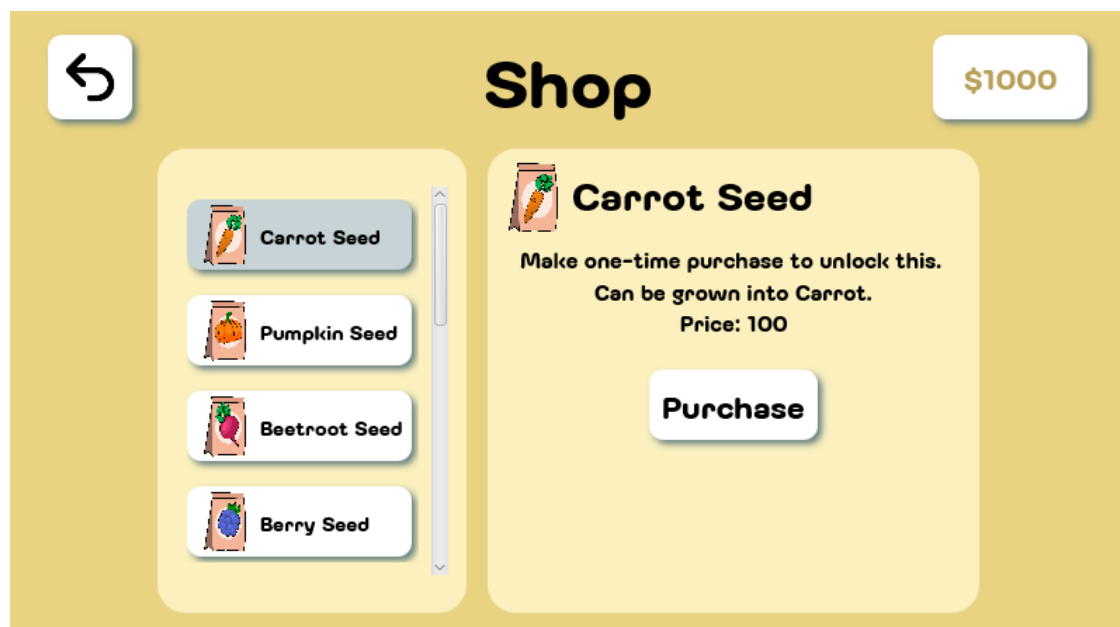 Shop
$1000
Carrot Seed
Pumpkin Seed
Beetroot Seed
Berry Seed
Carrot Seed
Make one-time purchase to unlock this.
Can be grown into Carrot.
Price: 100
Purchase